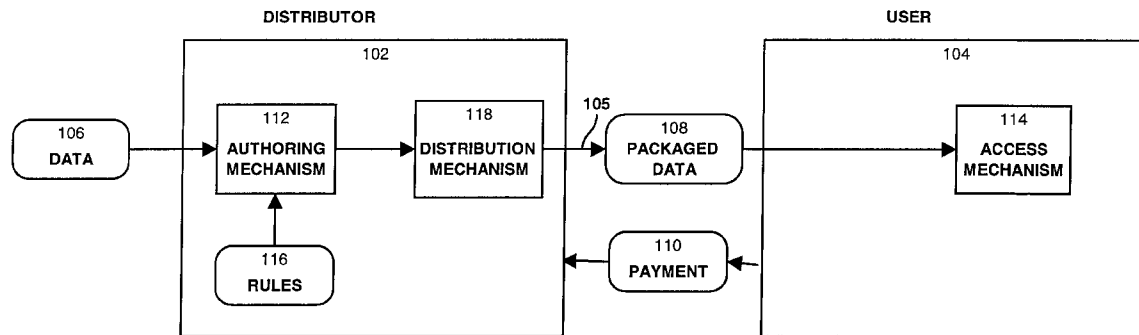 DISTRIBUTOR
USER
102
104
105
106
DATA
112
AUTHORING
MECHANISM
118
DISTRIBUTION
MECHANISM
108
PACKAGED
DATA
114
ACCESS
MECHANISM
116
RULES
110
PAYMENT